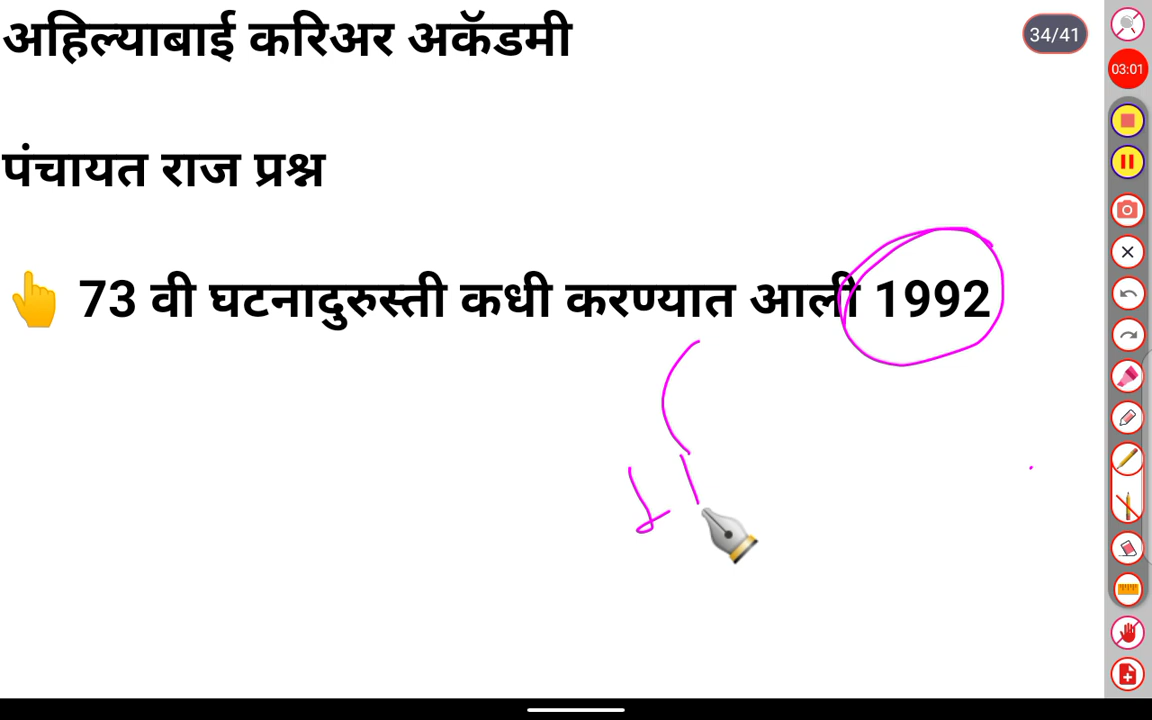 अहिल्याबाई करिअर अकॅडमी
34/41
03:01
पंचायत राज प्रश्न
👆 73 वी घटनादुरुस्ती कधी करण्यात आली 1992